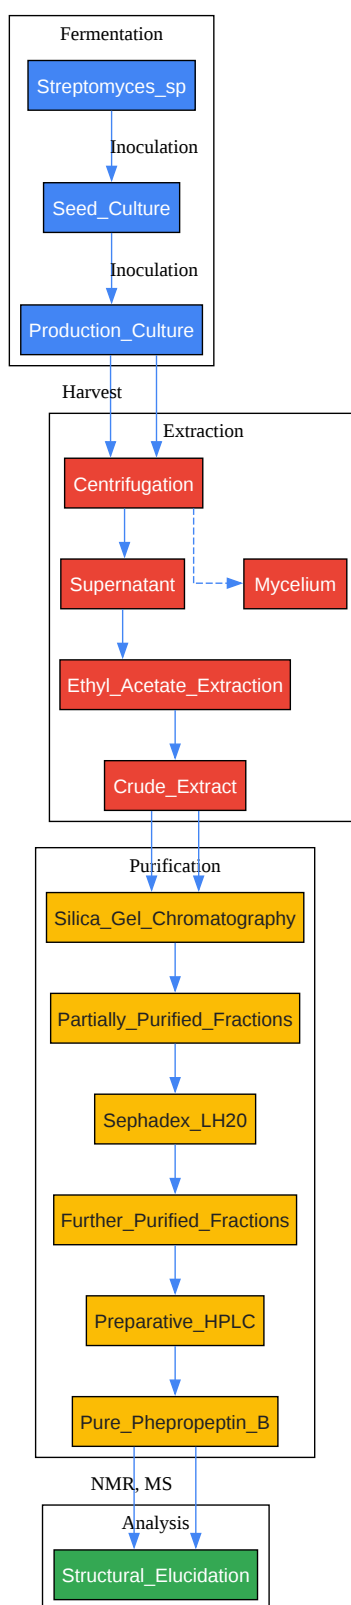 Fermentation
Streptomyces_sp
Inoculation
Seed_Culture
Inoculation
Production_Culture
Harvest
Extraction
Centrifugation
Supernatant
Mycelium
Ethyl_Acetate_Extraction
Crude_Extract
Purification
Silica_Gel_Chromatography
Partially_Purified_Fractions
Sephadex_LH20
Further_Purified_Fractions
Preparative_HPLC
Pure_Phepropeptin_B
NMR, MS
Analysis
Structural_Elucidation